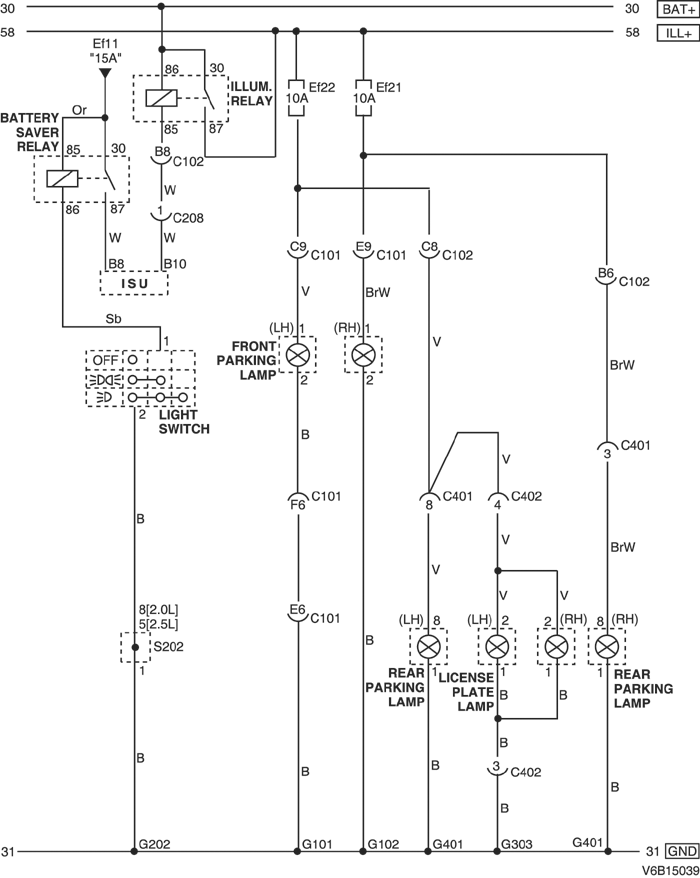 30 30 BAT+
58 58 ILL+
Ef11
"15A"
86 30
ILLUM.
RELAY
85 87
Ef22
10A
Ef21
10A
Or
BATTERY
SAVER
RELAY
85 30
86 87
B8 C102
W
1 C208
W W
B8 B10
ISU
C9 C101
E9 C101
C8 C102
B6 C102
V BrW
Sb
1
OFF
2 LIGHT
SWITCH
(LH) 1 (RH) 1
FRONT
PARKING
LAMP
2 2
V
BrW
B
C401
3
V
F6 C101
8 C401
4 C402
B
V
BrW
E6 C101
V V V
8[2.0L]
5[2.5L]
S202
1
(LH) 8 (LH) 2 2 (RH) 8 (RH)
B
1 1 1 1
REAR
PARKING
LAMP
LICENSE
PLATE
LAMP
REAR
PARKING
LAMP
B B
B
3 C402
B B B B
B
31 G202 G101 G102 G401 G303 G401 31 GND
V6B15039